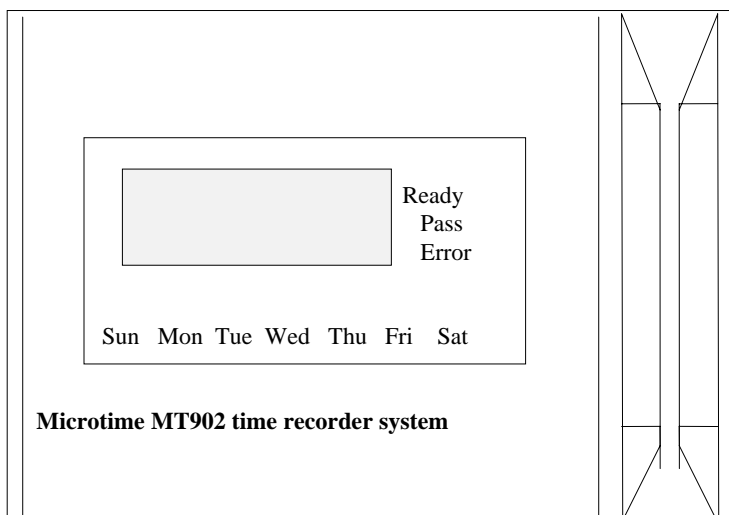 Ready
Pass
Error
Sun Mon Tue Wed Thu Fri Sat
Microtime MT902 time recorder system